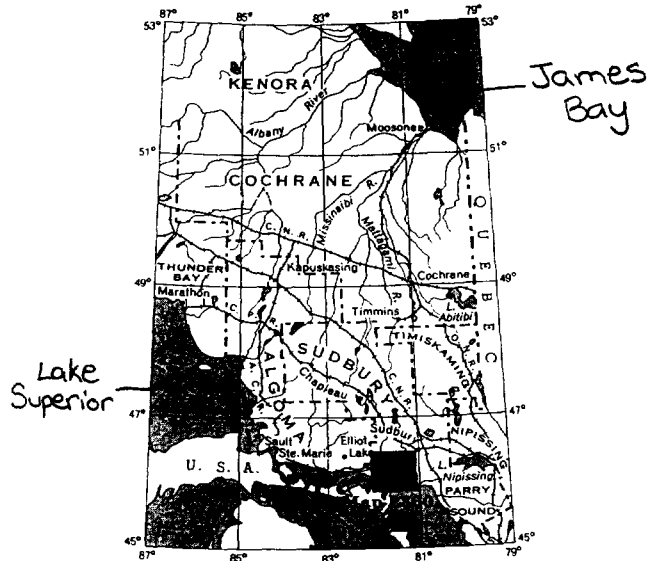 87° 85° 83° 81° 79°
53° 53°
KENORA
James
Bay
River
Albany
Moosonee
51° 51°
COCHRANE
Missinaibi R.
Mattagami R.
QUEBEC
C. N. R.
Kapuskasing
Cochrane
THUNDER
BAY
49° 49°
Marathon
C. P. R.
Timmins
L.
Abitibi
O. N. R.
TIMISKAMING
Lake
Superior
A. C. R.
ALGOMA
SUDBURY
Chapleau
C. N. R.
47° 47°
Sudbury
NIPISSING
Sault
Ste. Marie
Elliot
Lake
U. S. A.
L.
Nipissing
PARRY
SOUND
45° 45°
87° 85° 83° 81° 79°